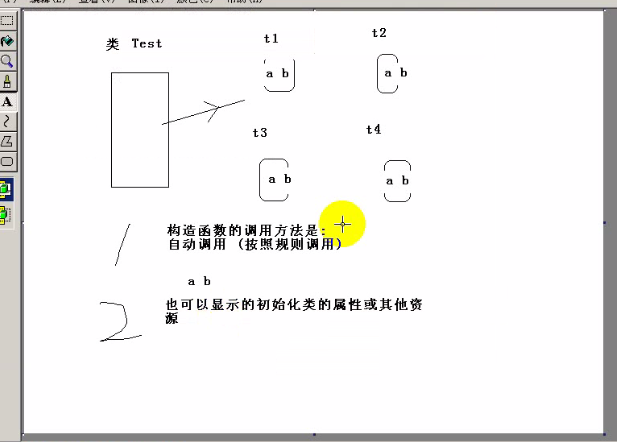 类 Test
t1
t2
a b
a b
t3
t4
a b
a b
1
构造函数的调用方法是:
自动调用 (按照规则调用)
a b
2
也可以显示的初始化类的属性或其他资
源
A